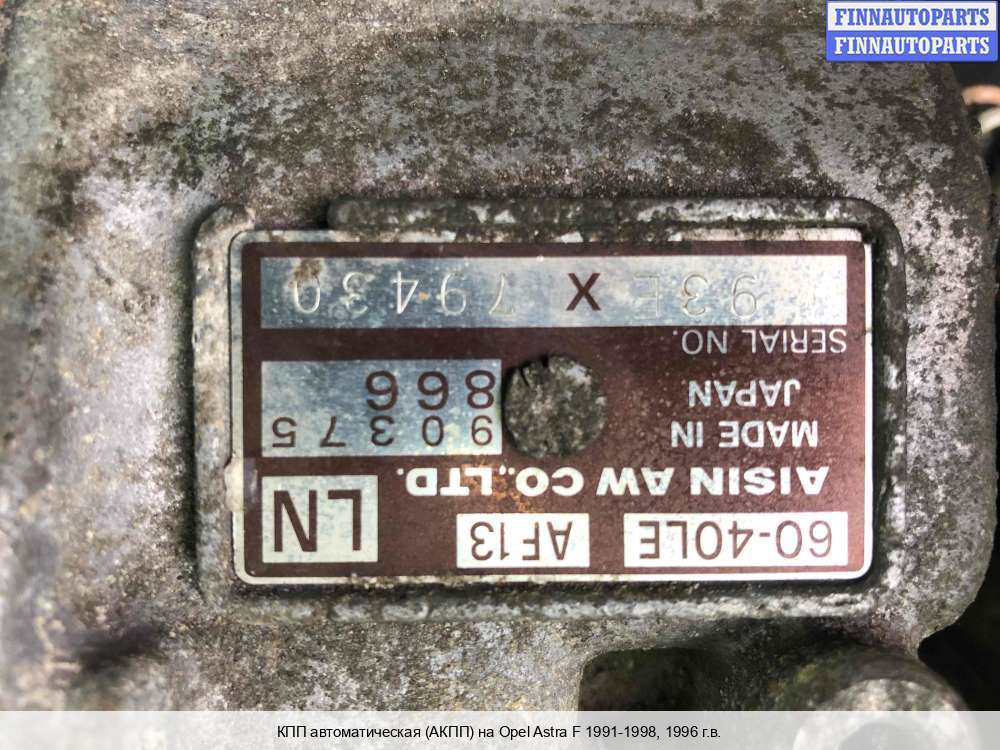 FINNAUTOPARTS
FINNAUTOPARTS
60-40LE AF13 LN
AISIN AW CO.,LTD.
MADE IN JAPAN
90375
866
SERIAL NO.
93E X 79430
КПП автоматическая (АКПП) на Opel Astra F 1991-1998, 1996 г.в.